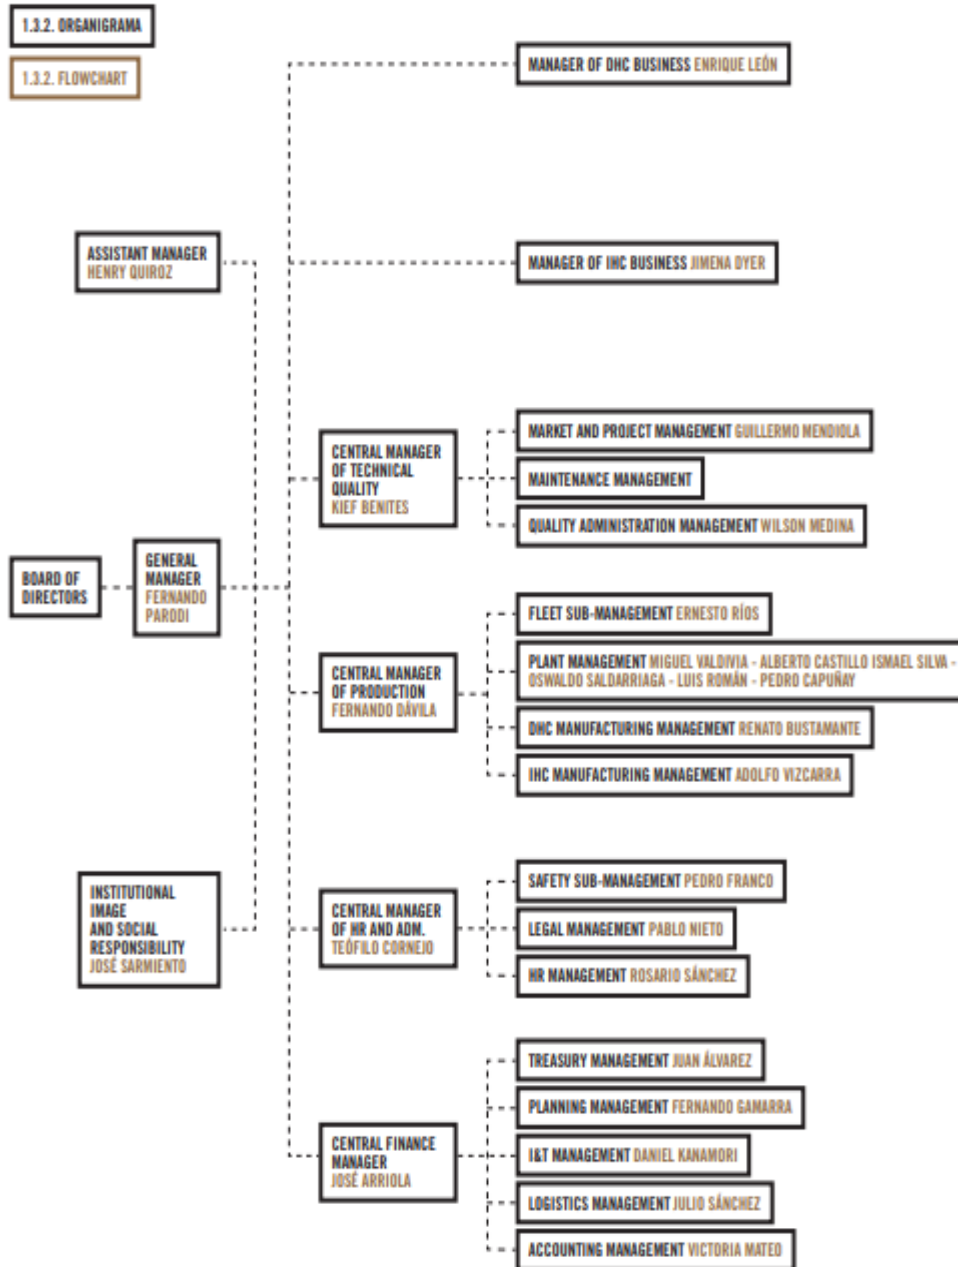 1.3.2. ORGANIGRAMA
1.3.2. FLOWCHART
MANAGER OF DHC BUSINESS ENRIQUE LEÓN
ASSISTANT MANAGER
HENRY QUIROZ
MANAGER OF IHC BUSINESS JIMENA DYER
CENTRAL MANAGER
OF TECHNICAL
QUALITY
KIEF BENITES
MARKET AND PROJECT MANAGEMENT GUILLERMO MENDIOLA
MAINTENANCE MANAGEMENT
QUALITY ADMINISTRATION MANAGEMENT WILSON MEDINA
BOARD OF
DIRECTORS
GENERAL
MANAGER
FERNANDO
PARODI
CENTRAL MANAGER
OF PRODUCTION
FERNANDO DÁVILA
FLEET SUB-MANAGEMENT ERNESTO RÍOS
PLANT MANAGEMENT MIGUEL VALDIVIA - ALBERTO CASTILLO ISMAEL SILVA -
OSWALDO SALDARRIAGA - LUIS ROMÁN - PEDRO CAPUÑAY
DHC MANUFACTURING MANAGEMENT RENATO BUSTAMANTE
IHC MANUFACTURING MANAGEMENT ADOLFO VIZCARRA
INSTITUTIONAL
IMAGE
AND SOCIAL
RESPONSIBILITY
JOSÉ SARMIENTO
CENTRAL MANAGER
OF HR AND ADM.
TEÓFILO CORNEJO
SAFETY SUB-MANAGEMENT PEDRO FRANCO
LEGAL MANAGEMENT PABLO NIETO
HR MANAGEMENT ROSARIO SÁNCHEZ
CENTRAL FINANCE
MANAGER
JOSÉ ARRIOLA
TREASURY MANAGEMENT JUAN ÁLVAREZ
PLANNING MANAGEMENT FERNANDO GAMARRA
I&T MANAGEMENT DANIEL KANAMORI
LOGISTICS MANAGEMENT JULIO SÁNCHEZ
ACCOUNTING MANAGEMENT VICTORIA MATEO